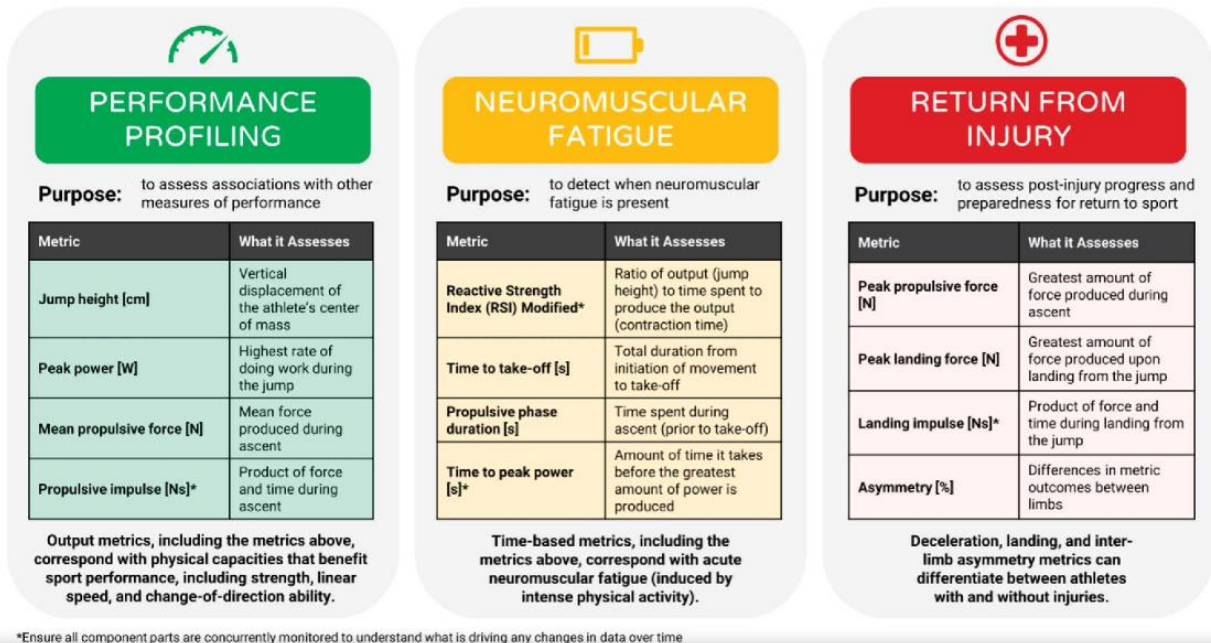 PERFORMANCE
PROFILING
Purpose:
to assess associations with other
measures of performance
Metric
What it Assesses
Jump height [cm]
Vertical
displacement of
the athlete's center
of mass
Peak power [W]
Highest rate of
doing work during
the jump
Mean propulsive force [N]
Mean force
produced during
ascent
Propulsive impulse [Ns]*
Product of force
and time during
ascent
Output metrics, including the metrics above,
correspond with physical capacities that benefit
sport performance, including strength, linear
speed, and change-of-direction ability.
NEUROMUSCULAR
FATIGUE
Purpose:
to detect when neuromuscular
fatigue is present
Metric
What it Assesses
Reactive Strength
Index (RSI) Modified*
Ratio of output (jump
height) to time spent to
produce the output
(contraction time)
Time to take-off [s]
Total duration from
initiation of movement
to take-off
Propulsive phase
duration [s]
Time spent during
ascent (prior to take-off)
Time to peak power
[s]*
Amount of time it takes
before the greatest
amount of power is
produced
Time-based metrics, including the
metrics above, correspond with acute
neuromuscular fatigue (induced by
intense physical activity).
RETURN FROM
INJURY
Purpose:
to assess post-injury progress and
preparedness for return to sport
Metric
What it Assesses
Peak propulsive force
[N]
Greatest amount of
force produced during
ascent
Peak landing force [N]
Greatest amount of
force produced upon
landing from the jump
Landing impulse [Ns]*
Product of force and
time during landing from
the jump
Asymmetry [%]
Differences in metric
outcomes between
limbs
Deceleration, landing, and inter-
limb asymmetry metrics can
differentiate between athletes
with and without injuries.
*Ensure all component parts are concurrently monitored to understand what is driving any changes in data over time